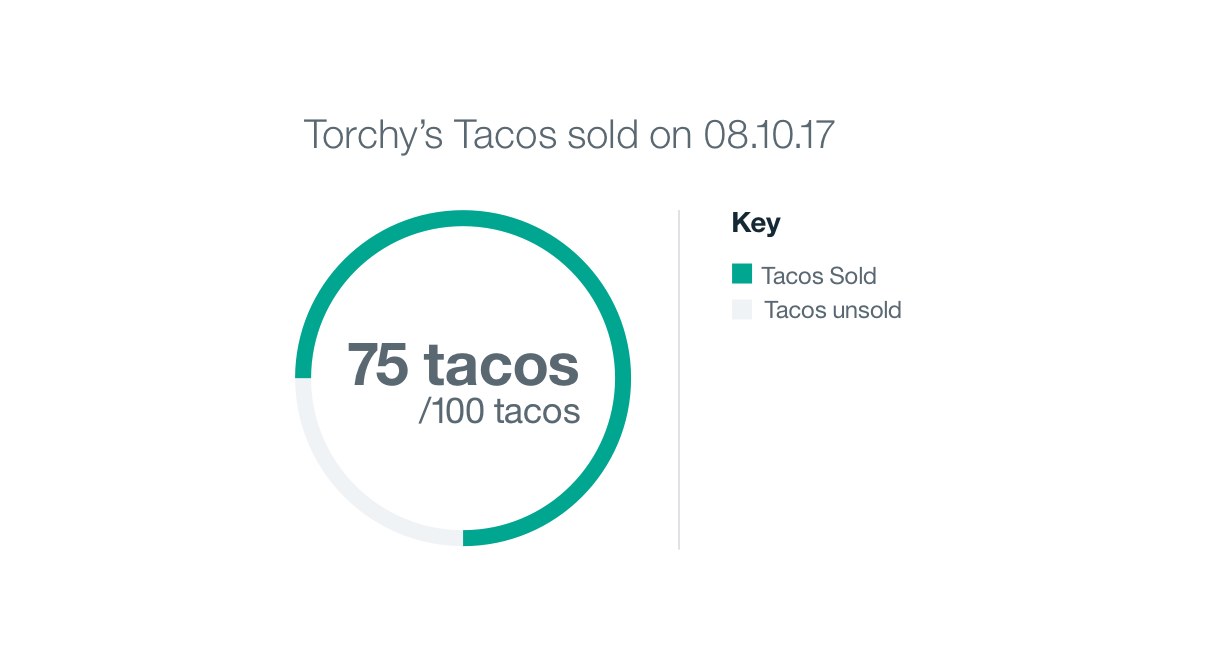 Torchy’s Tacos sold on 08.10.17
75 tacos
/100 tacos
Key
Tacos Sold
Tacos unsold